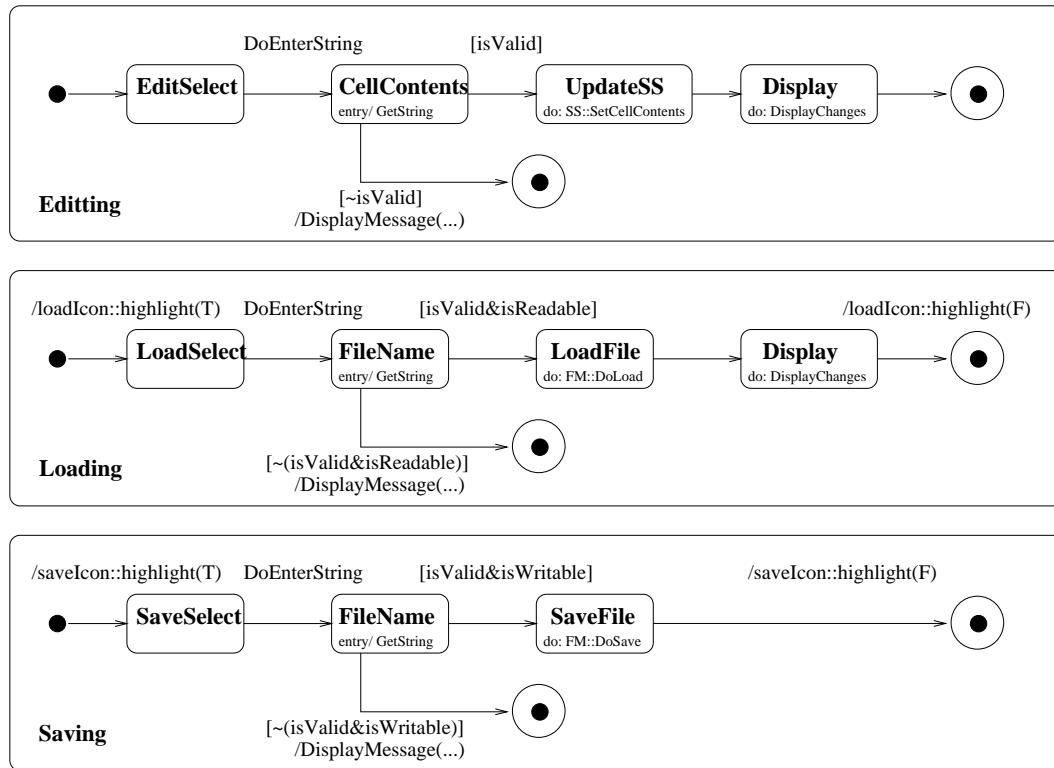 DoEnterString [isValid]
EditSelect CellContents UpdateSS Display
entry/ GetString do: SS::SetCellContents do: DisplayChanges
[~isValid]
Editting
/DisplayMessage(...)
/loadIcon::highlight(T) DoEnterString [isValid&isReadable] /loadIcon::highlight(F)
LoadSelect FileName LoadFile Display
entry/ GetString do: FM::DoLoad do: DisplayChanges
[~(isValid&isReadable)]
Loading
/DisplayMessage(...)
/saveIcon::highlight(T) DoEnterString [isValid&isWritable] /saveIcon::highlight(F)
SaveSelect FileName SaveFile
entry/ GetString do: FM::DoSave
[~(isValid&isWritable)]
Saving
/DisplayMessage(...)